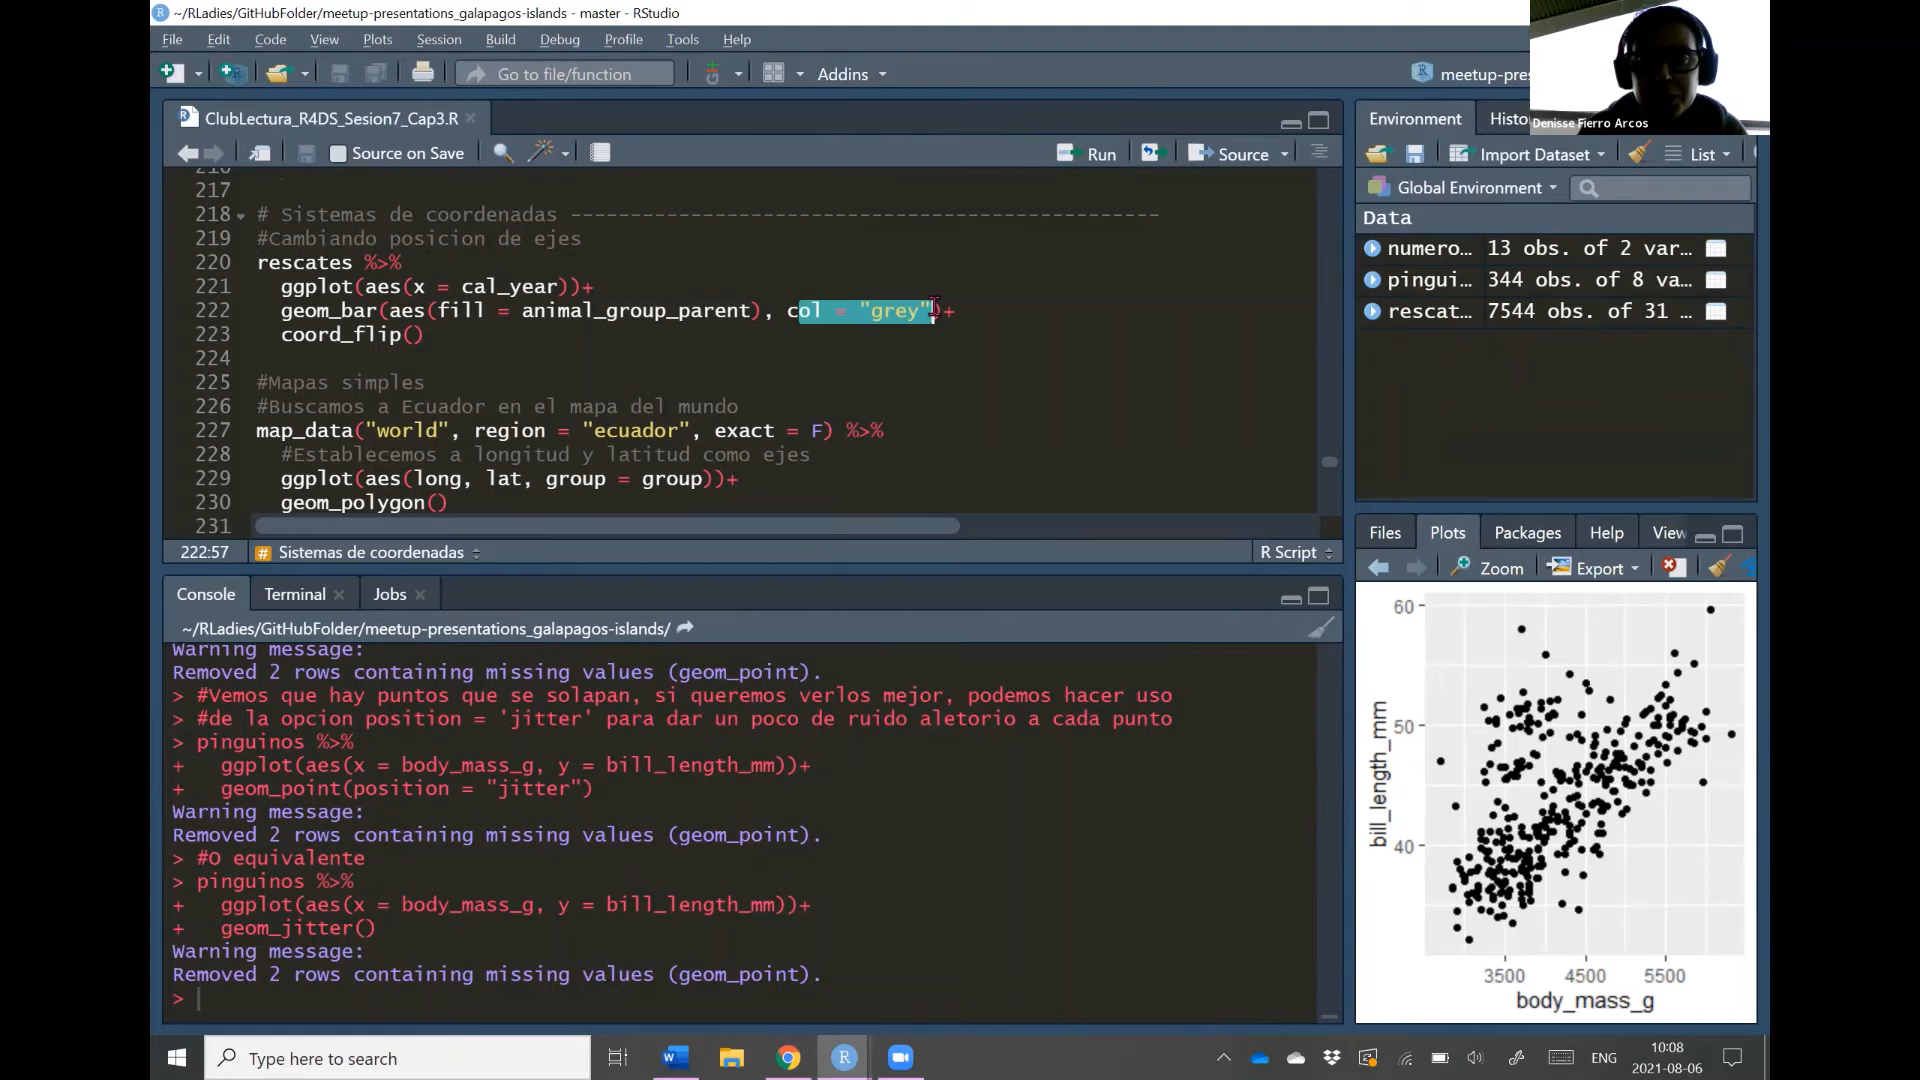 ~/RLadies/GitHubFolder/meetup-presentations_galapagos-islands - master - RStudio
File Edit Code View Plots Session Build Debug Profile Tools Help
Go to file/function
Addins
meetup-pres
Denisse Fierro Arcos
ClubLectura_R4DS_Sesion7_Cap3.R
Source on Save
Run
Source
216
217
218 # Sistemas de coordenadas -------------------------------------------------
219 #Cambiando posicion de ejes
220 rescates %>%
221 ggplot(aes(x = cal_year))+
222 geom_bar(aes(fill = animal_group_parent), col = "grey")+
223 coord_flip()
224
225 #Mapas simples
226 #Buscamos a Ecuador en el mapa del mundo
227 map_data("world", region = "ecuador", exact = F) %>%
228 #Establecemos a longitud y latitud como ejes
229 ggplot(aes(long, lat, group = group))+
230 geom_polygon()
231
222:57
# Sistemas de coordenadas
R Script
Console Terminal Jobs
~/RLadies/GitHubFolder/meetup-presentations_galapagos-islands/
Warning message:
Removed 2 rows containing missing values (geom_point).
> #Vemos que hay puntos que se solapan, si queremos verlos mejor, podemos hacer uso
> #de la opcion position = 'jitter' para dar un poco de ruido aletorio a cada punto
> pinguinos %>%
+ ggplot(aes(x = body_mass_g, y = bill_length_mm))+
+ geom_point(position = "jitter")
Warning message:
Removed 2 rows containing missing values (geom_point).
> #O equivalente
> pinguinos %>%
+ ggplot(aes(x = body_mass_g, y = bill_length_mm))+
+ geom_jitter()
Warning message:
Removed 2 rows containing missing values (geom_point).
>
Environment Histo
Import Dataset
List
Global Environment
Data
numero... 13 obs. of 2 var...
pingui... 344 obs. of 8 va...
rescat... 7544 obs. of 31 ...
Files Plots Packages Help View
Zoom Export
60
50
40
bill_length_mm
3500 4500 5500
body_mass_g
Type here to search
ENG
10:08
2021-08-06